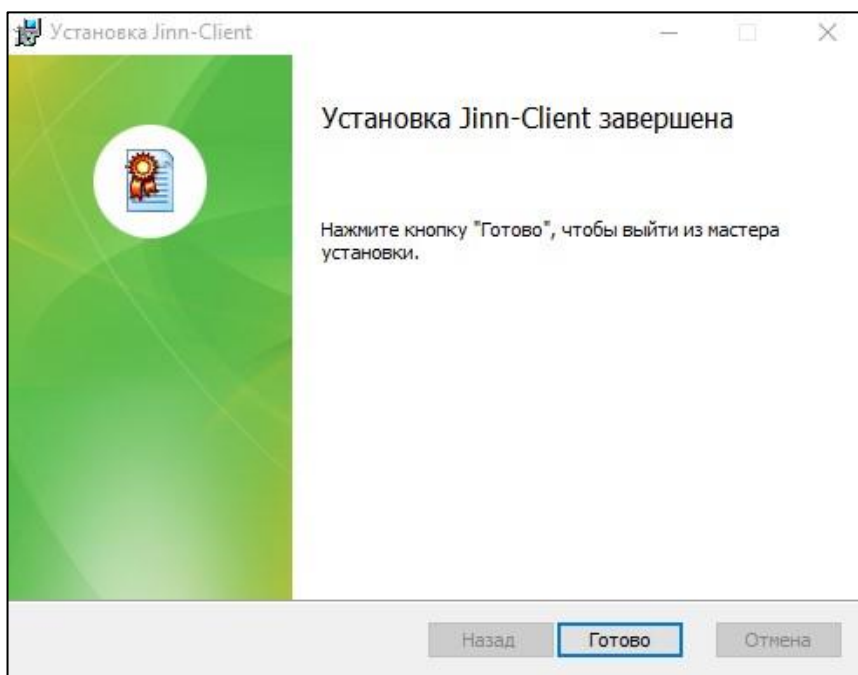 Установка Jinn-Client
Установка Jinn-Client завершена
Нажмите кнопку "Готово", чтобы выйти из мастера
установки.
Назад Готово Отмена